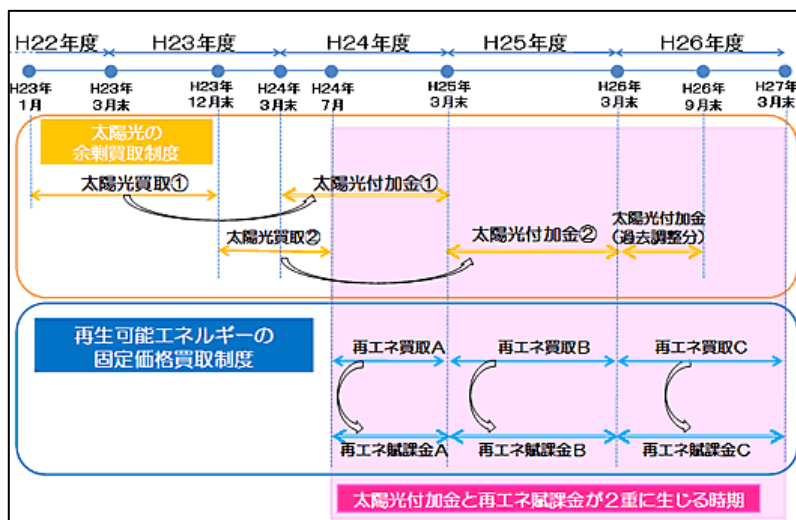 H22年度
H23年度
H24年度
H25年度
H26年度
H23年
1月
H23年
3月末
H23年
12月末
H24年
3月末
H24年
7月
H25年
3月末
H26年
3月末
H26年
9月末
H27年
3月末
太陽光の
余剰買取制度
太陽光買取①
太陽光付加金①
太陽光買取②
太陽光付加金②
太陽光付加金
(過去調整分)
再生可能エネルギーの
固定価格買取制度
再エネ買取A
再エネ買取B
再エネ買取C
再エネ賦課金A
再エネ賦課金B
再エネ賦課金C
太陽光付加金と再エネ賦課金が2重に生じる時期